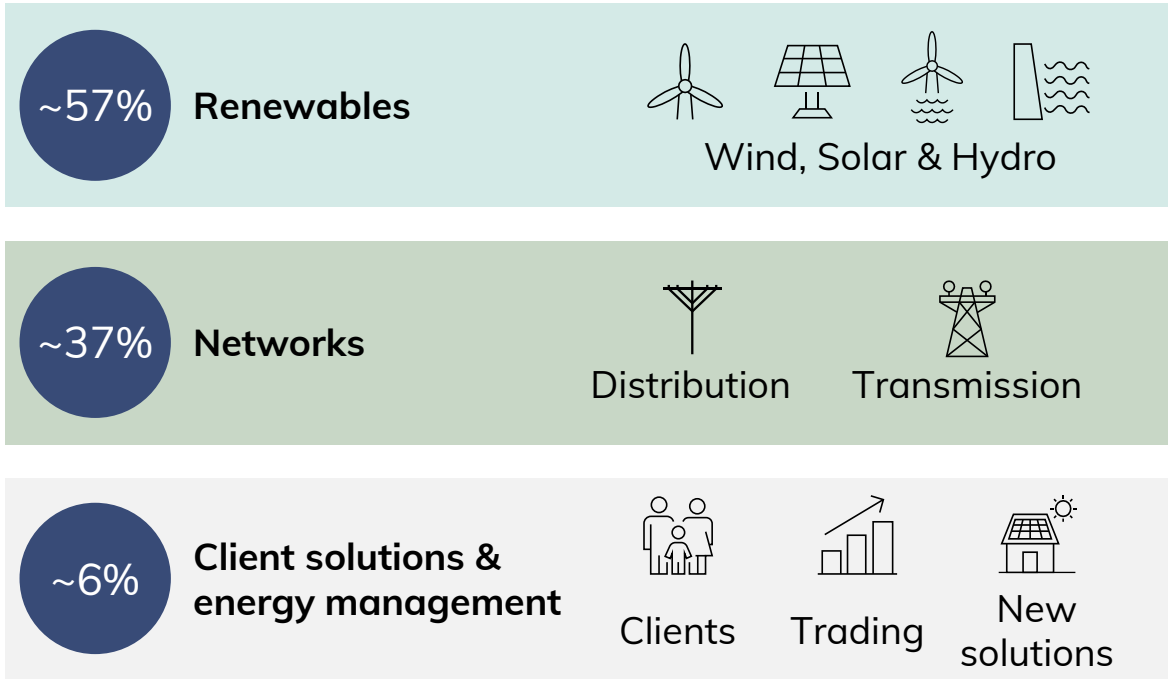 ~57%
Renewables
Wind, Solar & Hydro
~37%
Networks
Distribution
Transmission
~6%
Client solutions &
energy management
Clients
Trading
New
solutions